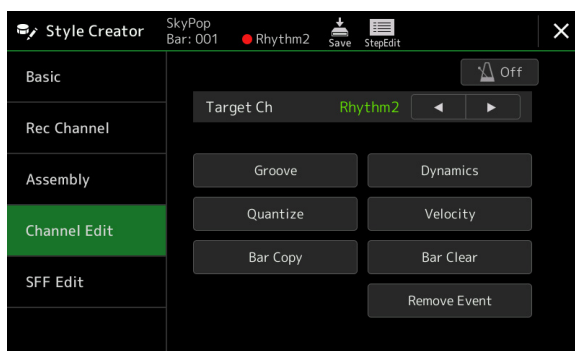 Style Creator
SkyPop
Bar: 001
Rhythm2
Save
StepEdit
Basic
Rec Channel
Assembly
Channel Edit
SFF Edit
Off
Target Ch Rhythm2
Groove Dynamics
Quantize Velocity
Bar Copy Bar Clear
Remove Event